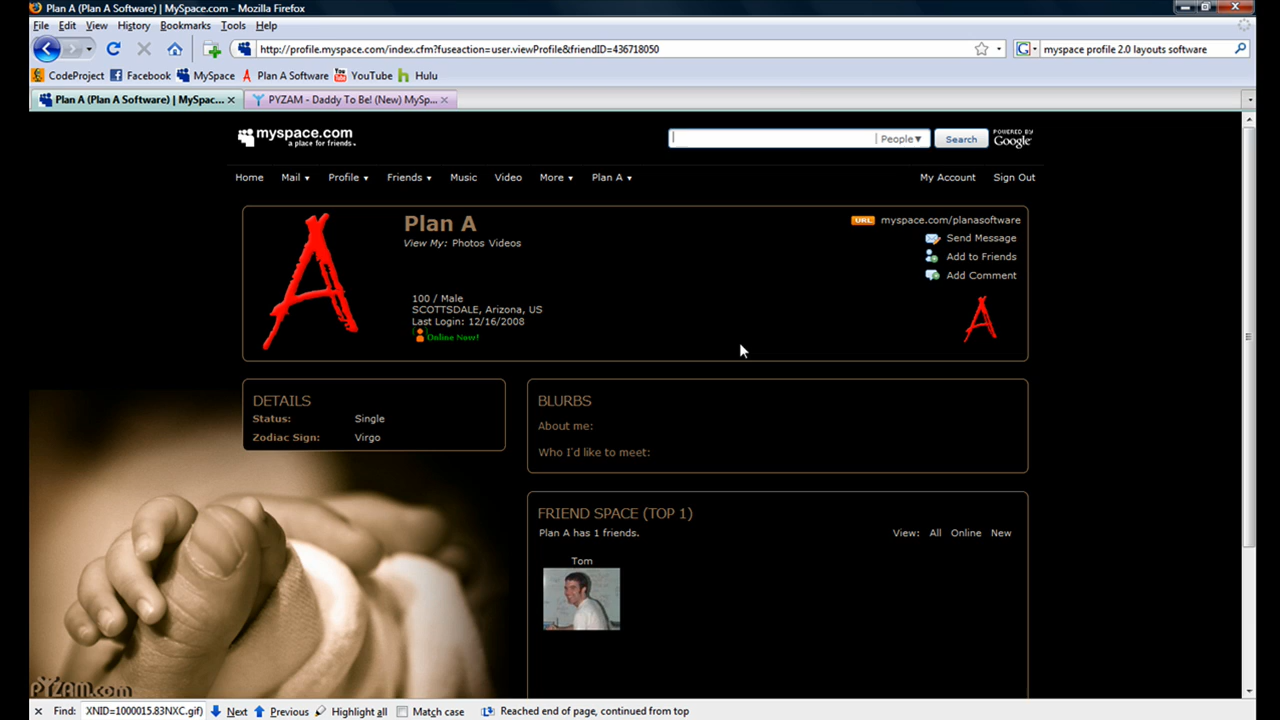 Plan A (Plan A Software) | MySpace.com - Mozilla Firefox
File Edit View History Bookmarks Tools Help
http://profile.myspace.com/index.cfm?fuseaction=user.viewProfile&friendID=436718050
myspace profile 2.0 layouts software
CodeProject Facebook MySpace Plan A Software YouTube Hulu
Plan A (Plan A Software) | MySpac... PYZAM - Daddy To Be! (New) MySp...
myspace.com
a place for friends.
People Search POWERED BY Google
Home Mail Profile Friends Music Video More Plan A My Account Sign Out
Plan A
View My: Photos Videos
URL myspace.com/planasoftware
Send Message
Add to Friends
Add Comment
100 / Male
SCOTTSDALE, Arizona, US
Last Login: 12/16/2008
Online Now!
DETAILS
Status: Single
Zodiac Sign: Virgo
BLURBS
About me:
Who I'd like to meet:
FRIEND SPACE (TOP 1)
Plan A has 1 friends. View: All Online New
Tom
PYZAM.com
Find: XNID=1000015.83NXC.gif) Next Previous Highlight all Match case Reached end of page, continued from top